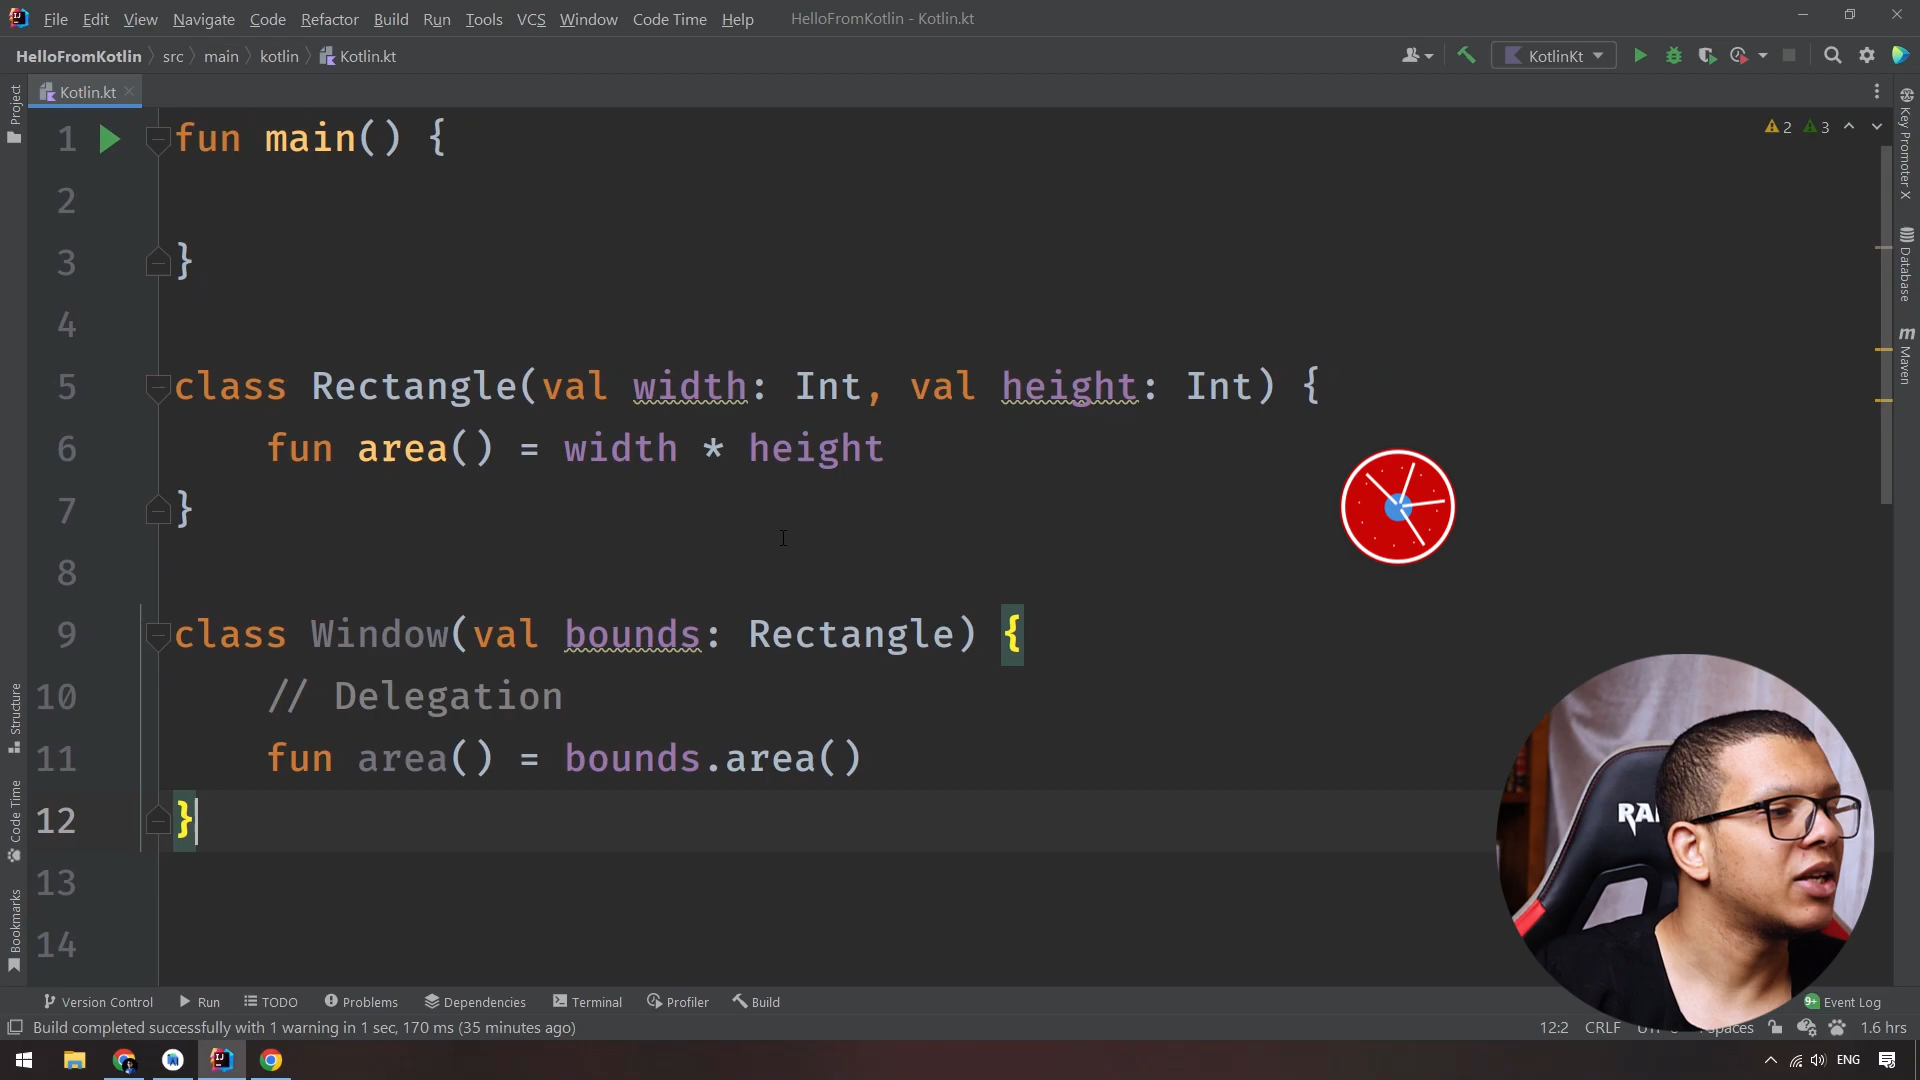 File Edit View Navigate Code Refactor Build Run Tools VCS Window Code Time Help HelloFromKotlin - Kotlin.kt
HelloFromKotlin src main kotlin Kotlin.kt KotlinKt
Project
Kotlin.kt
2 3
1 fun main() {
2
3 }
4
5 class Rectangle(val width: Int, val height: Int) {
6 fun area() = width * height
7 }
8
9 class Window(val bounds: Rectangle) {
10 // Delegation
11 fun area() = bounds.area()
12 }
13
14
Key Promoter X
Database
m Maven
Structure
Code Time
Bookmarks
Version Control Run TODO Problems Dependencies Terminal Profiler Build 9+ Event Log
Build completed successfully with 1 warning in 1 sec, 170 ms (35 minutes ago) 12:2 CRLF spaces 1.6 hrs
ENG